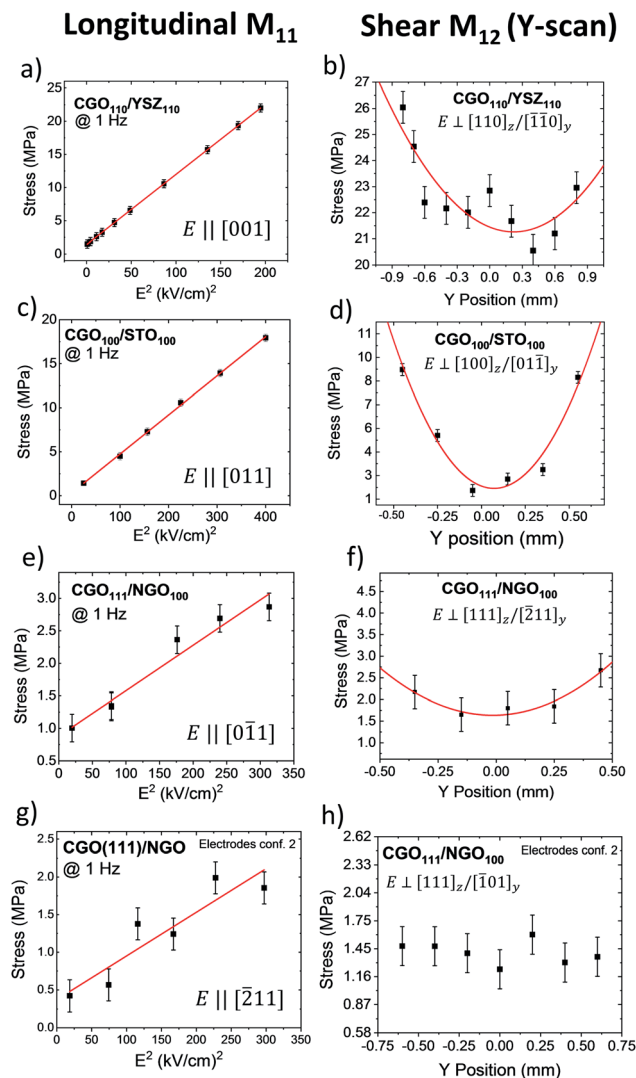 Longitudinal M₁₁
Shear M₁₂ (Y-scan)
a)
CGO₁₁₀/YSZ₁₁₀
@ 1 Hz
E || [001]
Stress (MPa)
25
20
15
10
5
0
0 50 100 150 200
E² (kV/cm)²
b)
CGO₁₁₀/YSZ₁₁₀
E ⊥ [110]z/[1̄1̄0]y
Stress (MPa)
27
26
25
24
23
22
21
20
-0.9 -0.6 -0.3 0.0 0.3 0.6 0.9
Y Position (mm)
c)
CGO₁₀₀/STO₁₀₀
@ 1 Hz
E || [011]
Stress (MPa)
20
15
10
5
0
0 100 200 300 400
E² (kV/cm)²
d)
CGO₁₀₀/STO₁₀₀
E ⊥ [100]z/[011̄]y
Stress (MPa)
11
9
8
6
4
3
1
-0.50 -0.25 0.00 0.25 0.50
Y position (mm)
e)
CGO₁₁₁/NGO₁₀₀
@ 1 Hz
E || [01̄1]
Stress (MPa)
3.0
2.5
2.0
1.5
1.0
0.5
0 50 100 150 200 250 300 350
E² (kV/cm)²
f)
CGO₁₁₁/NGO₁₀₀
E ⊥ [111]z/[2̄11]y
Stress (MPa)
4.5
4.0
3.5
3.0
2.5
2.0
1.5
1.0
-0.50 -0.25 0.00 0.25 0.50
Y Position (mm)
g)
CGO(111)/NGO
Electrodes conf. 2
@ 1 Hz
E || [2̄11]
Stress (MPa)
2.5
2.0
1.5
1.0
0.5
0.0
0 50 100 150 200 250 300 350
E² (kV/cm)²
h)
CGO₁₁₁/NGO₁₀₀
Electrodes conf. 2
E ⊥ [111]z/[1̄01]y
Stress (MPa)
2.62
2.33
2.04
1.75
1.45
1.16
0.87
0.58
-0.75 -0.50 -0.25 0.00 0.25 0.50 0.75
Y Position (mm)